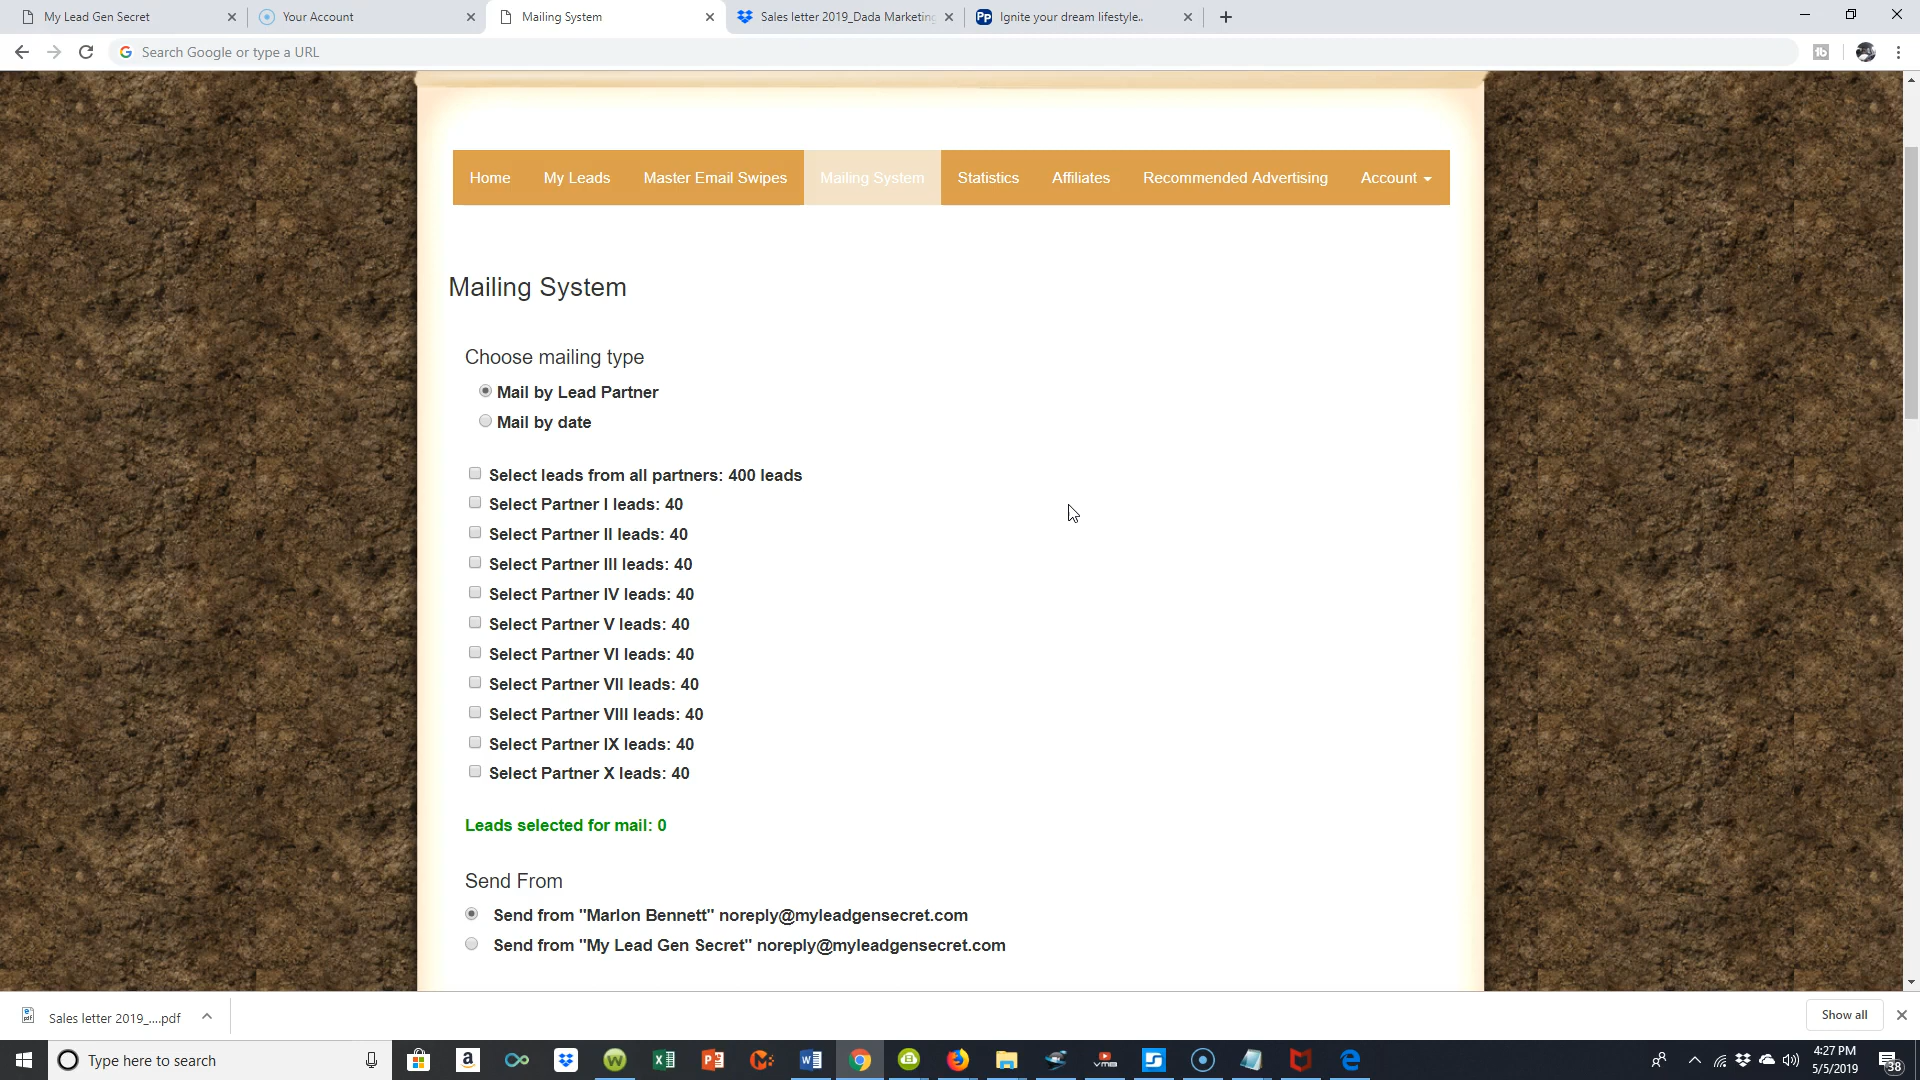 My Lead Gen Secret
Your Account
Mailing System
Sales letter 2019_Dada Marketing
Ignite your dream lifestyle..
Search Google or type a URL
Home
My Leads
Master Email Swipes
Mailing System
Statistics
Affiliates
Recommended Advertising
Account
Mailing System
Choose mailing type
Mail by Lead Partner
Mail by date
Select leads from all partners: 400 leads
Select Partner I leads: 40
Select Partner II leads: 40
Select Partner III leads: 40
Select Partner IV leads: 40
Select Partner V leads: 40
Select Partner VI leads: 40
Select Partner VII leads: 40
Select Partner VIII leads: 40
Select Partner IX leads: 40
Select Partner X leads: 40
Leads selected for mail: 0
Send From
Send from "Marlon Bennett" noreply@myleadgensecret.com
Send from "My Lead Gen Secret" noreply@myleadgensecret.com
Sales letter 2019_....pdf
Show all
Type here to search
4:27 PM
5/5/2019
38